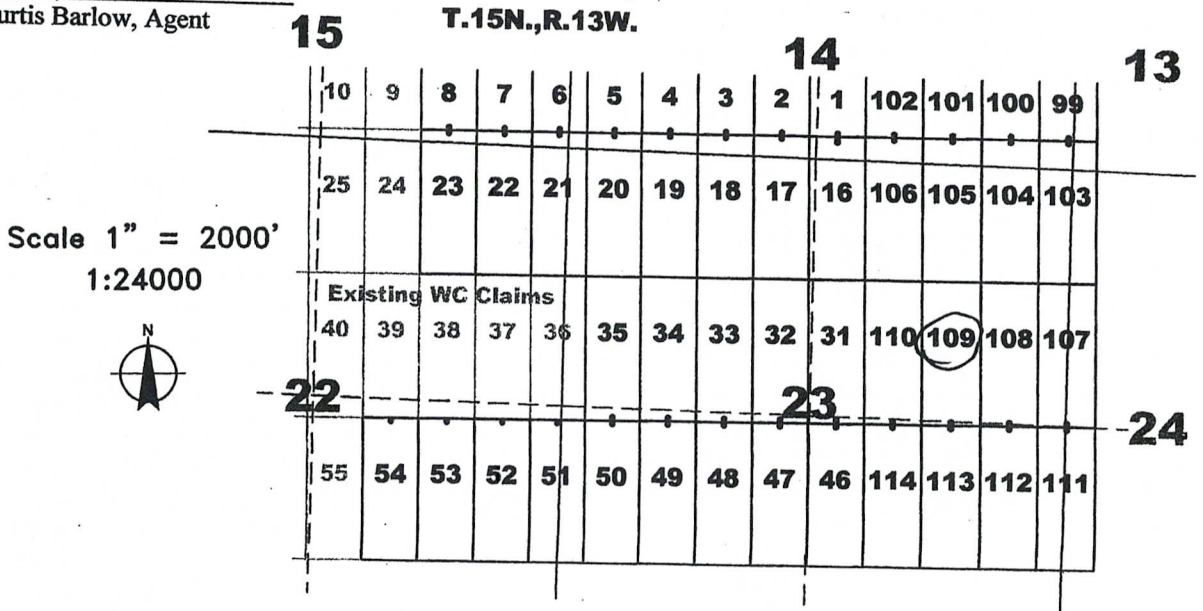 urtis Barlow, Agent
T.15N.,R.13W.
15 14 13
10 9 8 7 6 5 4 3 2 1 102 101 100 99
25 24 23 22 21 20 19 18 17 16 106 105 104 103
Scale 1" = 2000'
1:24000
Existing WC Claims
40 39 38 37 36 35 34 33 32 31 110 109 108 107
N
22 23 24
55 54 53 52 51 50 49 48 47 46 114 113 112 111